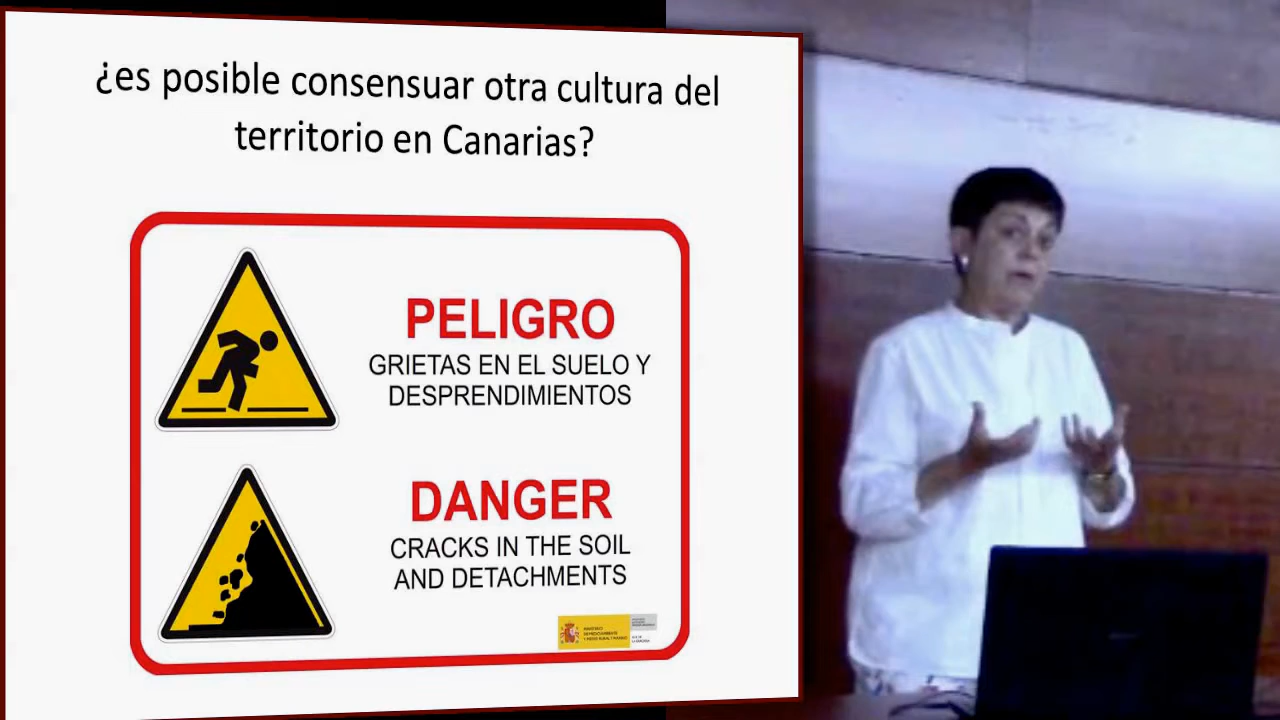 ¿es posible consensuar otra cultura del
territorio en Canarias?
PELIGRO
GRIETAS EN EL SUELO Y
DESPRENDIMIENTOS
DANGER
CRACKS IN THE SOIL
AND DETACHMENTS